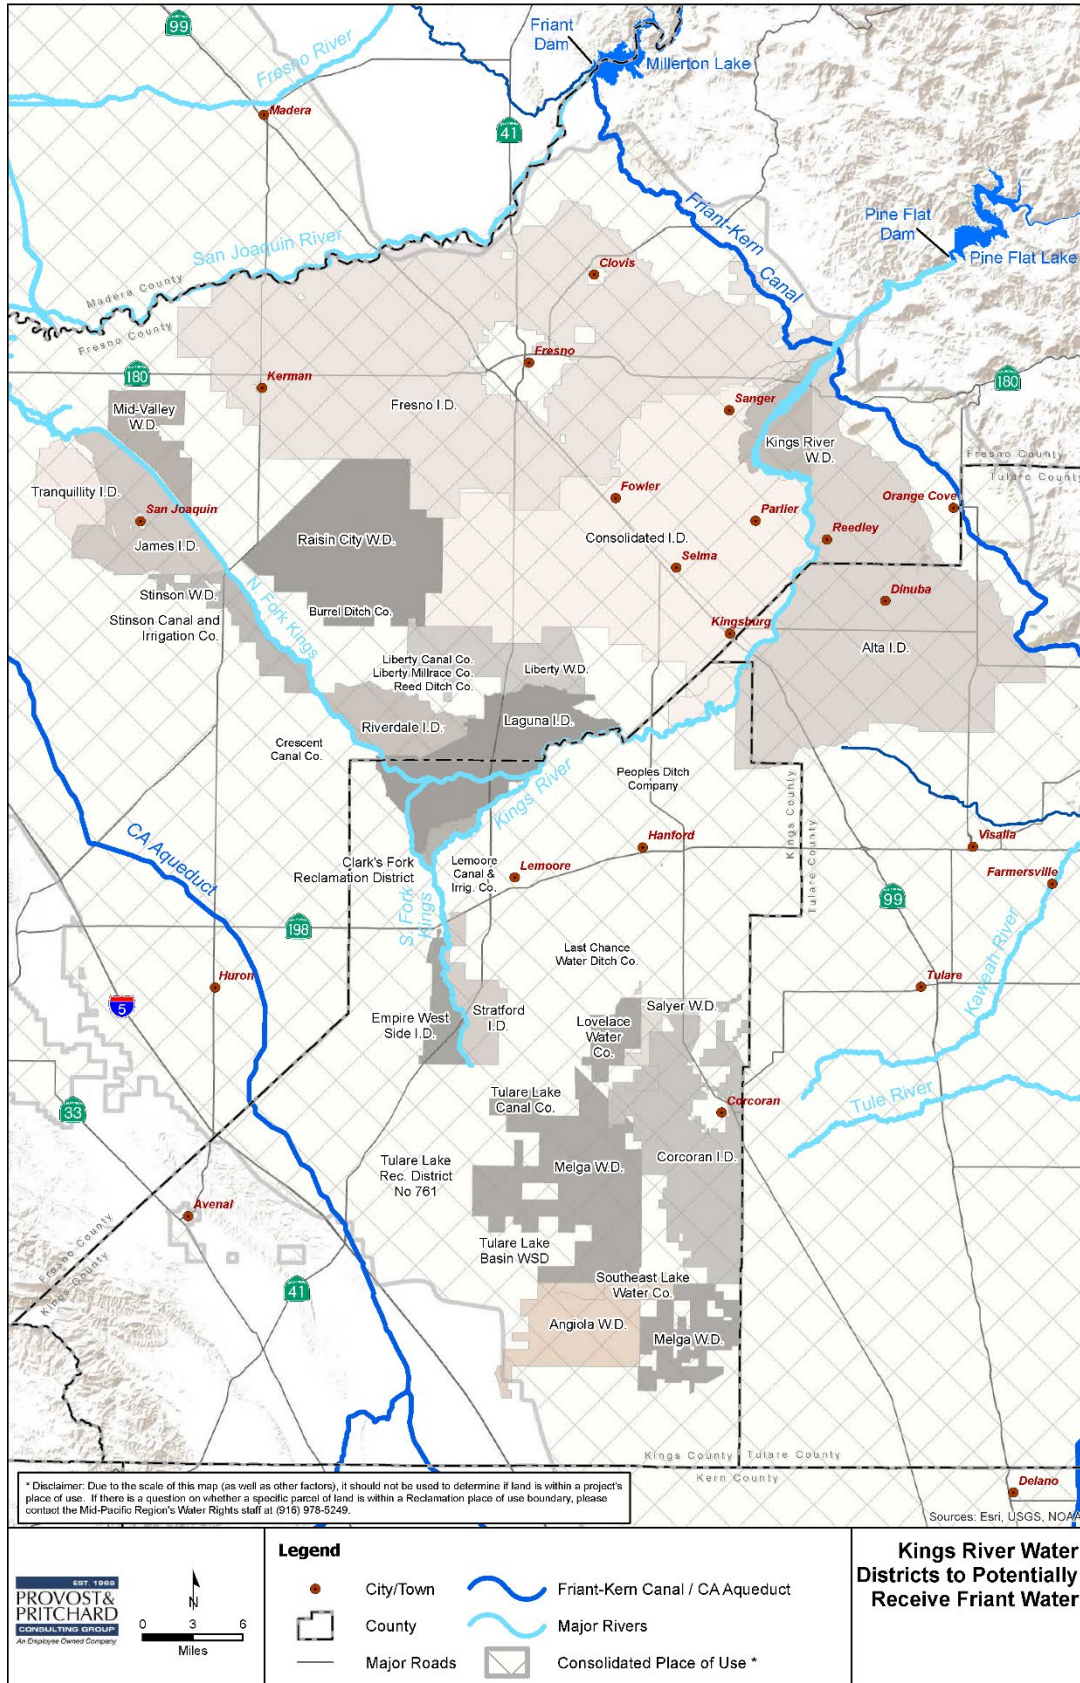 99
Fresno River
Madera
Friant
Dam
Millerton Lake
41
Pine Flat
Dam
Pine Flat Lake
Friant-Kern Canal
San Joaquin River
Madera County
Fresno County
Clovis
Fresno
180
Kerman
Fresno I.D.
Sanger
180
Mid-Valley
W.D.
Kings River
W.D.
Fresno County
Tulare County
Tranquillity I.D.
San Joaquin
James I.D.
Raisin City W.D.
Fowler
Consolidated I.D.
Parlier
Orange Cove
Reedley
Selma
Stinson W.D.
Stinson Canal and
Irrigation Co.
N. Fork Kings
Burrel Ditch Co.
Dinuba
Kingsburg
Alta I.D.
Liberty Canal Co.
Liberty Millrace Co.
Reed Ditch Co.
Liberty W.D.
Riverdale I.D.
Laguna I.D.
Crescent
Canal Co.
Kings River
Peoples Ditch
Company
Kings County
Tulare County
CA Aqueduct
Hanford
Visalia
Clark's Fork
Reclamation District
Lemoore
Canal &
Irrig. Co.
Lemoore
Farmersville
S. Fork
Kings
198
99
Last Chance
Water Ditch Co.
Kaweah River
Huron
Tulare
5
Empire West
Side I.D.
Stratford
I.D.
Lovelace
Water
Co.
Salyer W.D.
33
Tulare Lake
Canal Co.
Corcoran
Tule River
Tulare Lake
Rec. District
No 761
Melga W.D.
Corcoran I.D.
Avenal
Fresno County
Kings County
Tulare Lake
Basin WSD
41
Southeast Lake
Water Co.
Angiola W.D.
Melga W.D.
Kings County
Tulare County
Kern County
Delano
* Disclaimer: Due to the scale of this map (as well as other factors), it should not be used to determine if land is within a project's
place of use. If there is a question on whether a specific parcel of land is within a Reclamation place of use boundary, please
contact the Mid-Pacific Region's Water Rights staff at (916) 978-5249.
Sources: Esri, USGS, NOAA
EST. 1968
PROVOST&
PRITCHARD
CONSULTING GROUP
An Employee Owned Company
N
0 3 6
Miles
Legend
City/Town
County
Major Roads
Friant-Kern Canal / CA Aqueduct
Major Rivers
Consolidated Place of Use *
Kings River Water
Districts to Potentially
Receive Friant Water